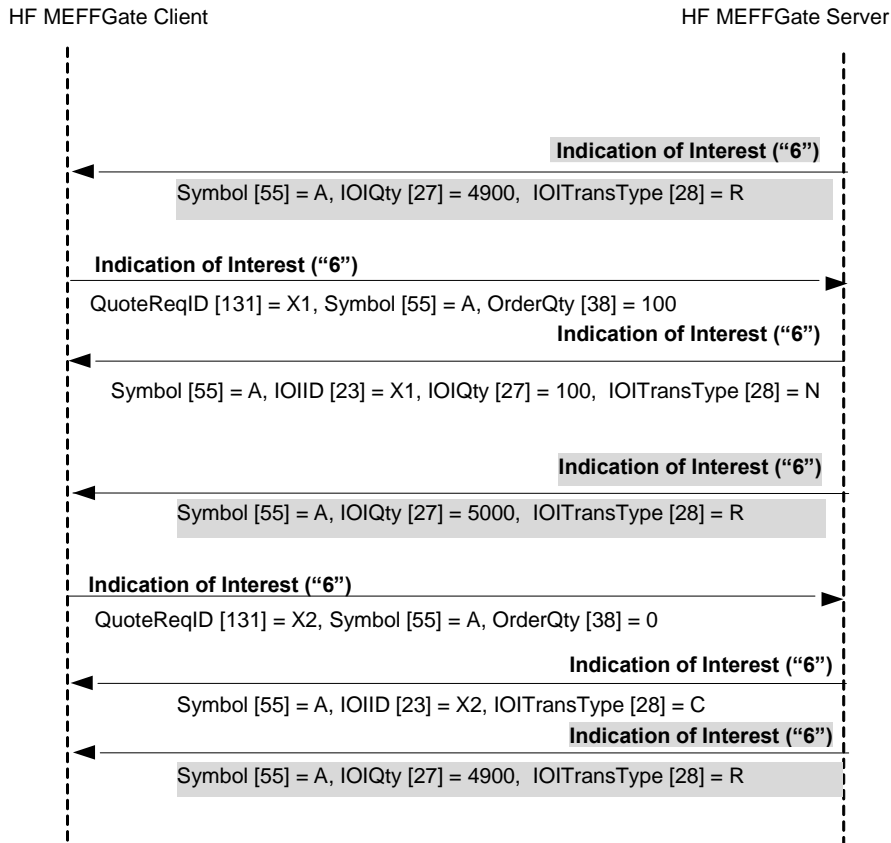 HF MEFFGate Client HF MEFFGate Server
Indication of Interest (“6”)
Symbol [55] = A, IOIQty [27] = 4900, IOITransType [28] = R
Indication of Interest (“6”)
QuoteReqID [131] = X1, Symbol [55] = A, OrderQty [38] = 100
Indication of Interest (“6”)
Symbol [55] = A, IOIID [23] = X1, IOIQty [27] = 100, IOITransType [28] = N
Indication of Interest (“6”)
Symbol [55] = A, IOIQty [27] = 5000, IOITransType [28] = R
Indication of Interest (“6”)
QuoteReqID [131] = X2, Symbol [55] = A, OrderQty [38] = 0
Indication of Interest (“6”)
Symbol [55] = A, IOIID [23] = X2, IOITransType [28] = C
Indication of Interest (“6”)
Symbol [55] = A, IOIQty [27] = 4900, IOITransType [28] = R